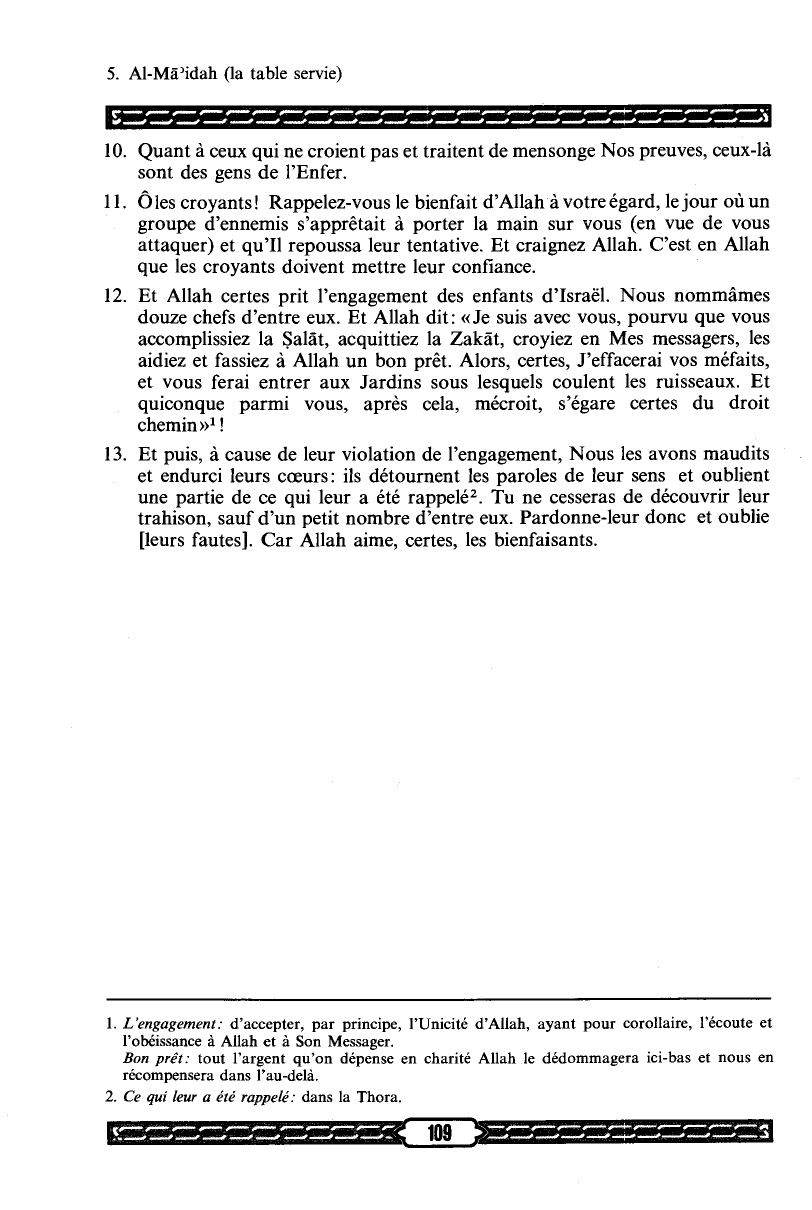 5. Al-Māʾidah (la table servie)
10. Quant à ceux qui ne croient pas et traitent de mensonge Nos preuves, ceux-là
sont des gens de l’Enfer.
11. Ôles croyants! Rappelez-vous le bienfait d’Allah à votre égard, le jour où un
groupe d’ennemis s’apprêtait à porter la main sur vous (en vue de vous
attaquer) et qu’Il repoussa leur tentative. Et craignez Allah. C’est en Allah
que les croyants doivent mettre leur confiance.
12. Et Allah certes prit l’engagement des enfants d’Israël. Nous nommâmes
douze chefs d’entre eux. Et Allah dit: «Je suis avec vous, pourvu que vous
accomplissiez la Ṣalāt, acquittiez la Zakāt, croyiez en Mes messagers, les
aidiez et fassiez à Allah un bon prêt. Alors, certes, J’effacerai vos méfaits,
et vous ferai entrer aux Jardins sous lesquels coulent les ruisseaux. Et
quiconque parmi vous, après cela, mécroit, s’égare certes du droit
chemin»¹!
13. Et puis, à cause de leur violation de l’engagement, Nous les avons maudits
et endurci leurs cœurs: ils détournent les paroles de leur sens et oublient
une partie de ce qui leur a été rappelé². Tu ne cesseras de découvrir leur
trahison, sauf d’un petit nombre d’entre eux. Pardonne-leur donc et oublie
[leurs fautes]. Car Allah aime, certes, les bienfaisants.
1. L’engagement: d’accepter, par principe, l’Unicité d’Allah, ayant pour corollaire, l’écoute et
l’obéissance à Allah et à Son Messager.
Bon prêt: tout l’argent qu’on dépense en charité Allah le dédommagera ici-bas et nous en
récompensera dans l’au-delà.
2. Ce qui leur a été rappelé: dans la Thora.
109